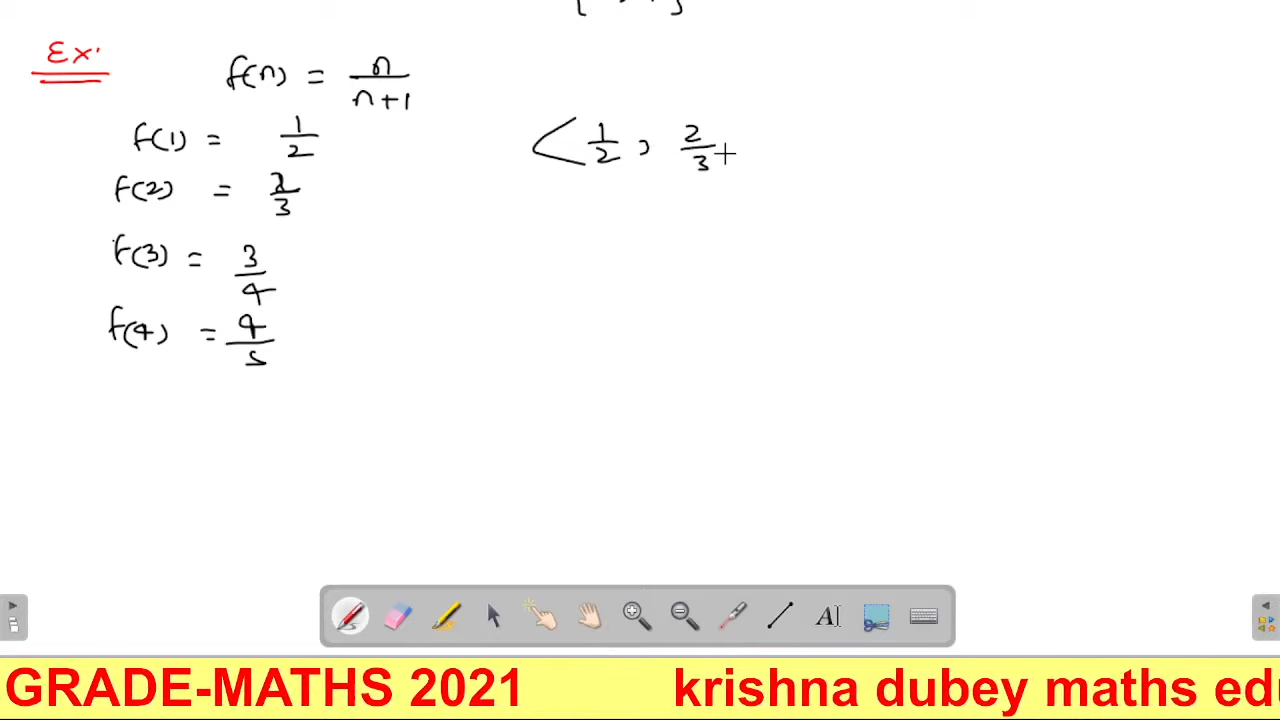 Ex.
f(n) = n/(n+1)
f(1) = 1/2
f(2) = 2/3
f(3) = 3/4
f(4) = 4/5
< 1/2, 2/3
GRADE-MATHS 2021 krishna dubey maths ed